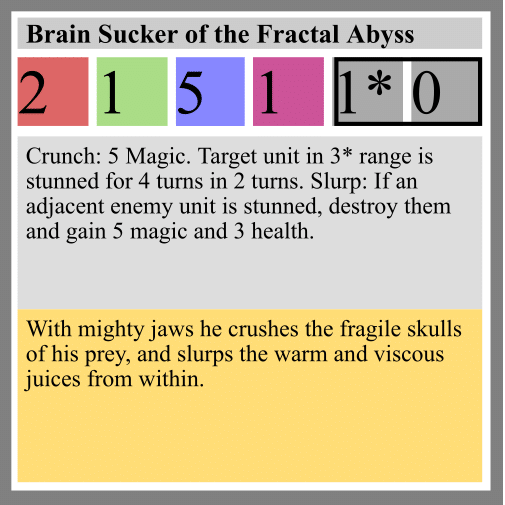 Brain Sucker of the Fractal Abyss
2 1 5 1 1* 0
Crunch: 5 Magic. Target unit in 3* range is
stunned for 4 turns in 2 turns. Slurp: If an
adjacent enemy unit is stunned, destroy them
and gain 5 magic and 3 health.
With mighty jaws he crushes the fragile skulls
of his prey, and slurps the warm and viscous
juices from within.